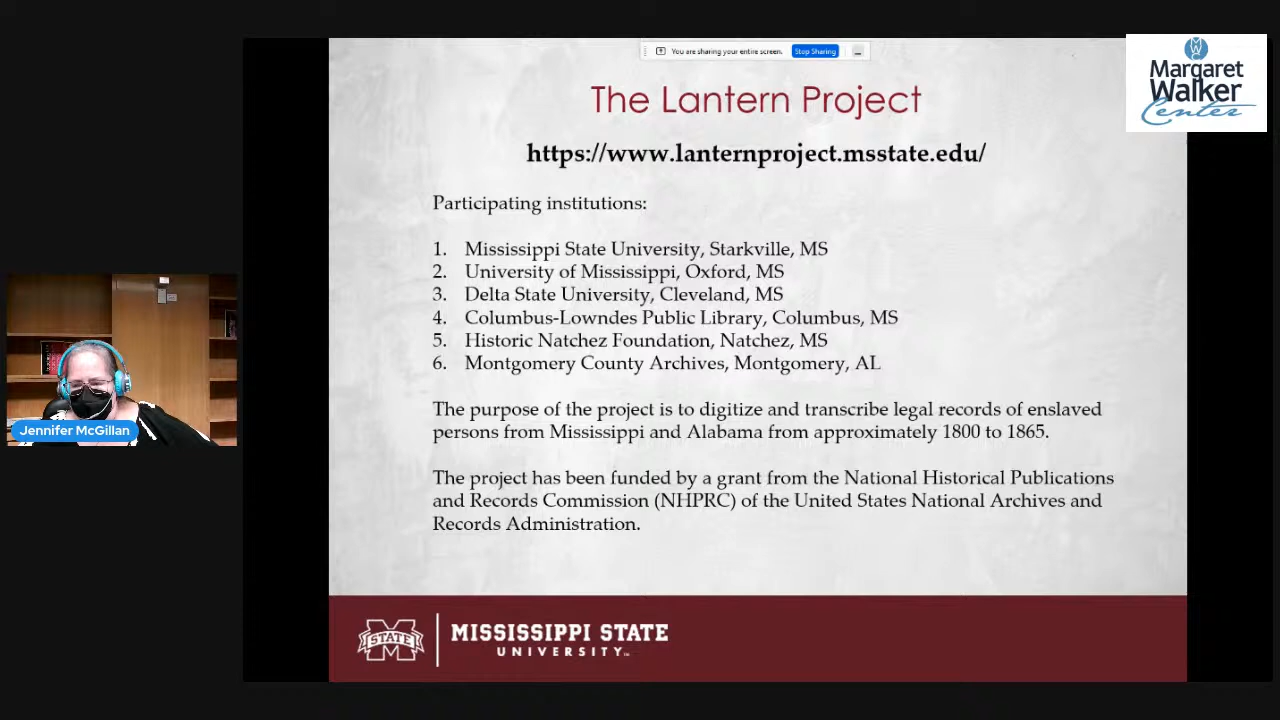 You are sharing your entire screen. Stop Sharing
Margaret
Walker
Center
The Lantern Project
https://www.lanternproject.msstate.edu/
Participating institutions:
1. Mississippi State University, Starkville, MS
2. University of Mississippi, Oxford, MS
3. Delta State University, Cleveland, MS
4. Columbus-Lowndes Public Library, Columbus, MS
5. Historic Natchez Foundation, Natchez, MS
6. Montgomery County Archives, Montgomery, AL
The purpose of the project is to digitize and transcribe legal records of enslaved
persons from Mississippi and Alabama from approximately 1800 to 1865.
The project has been funded by a grant from the National Historical Publications
and Records Commission (NHPRC) of the United States National Archives and
Records Administration.
Jennifer McGillan
STATE
MISSISSIPPI STATE
UNIVERSITY™